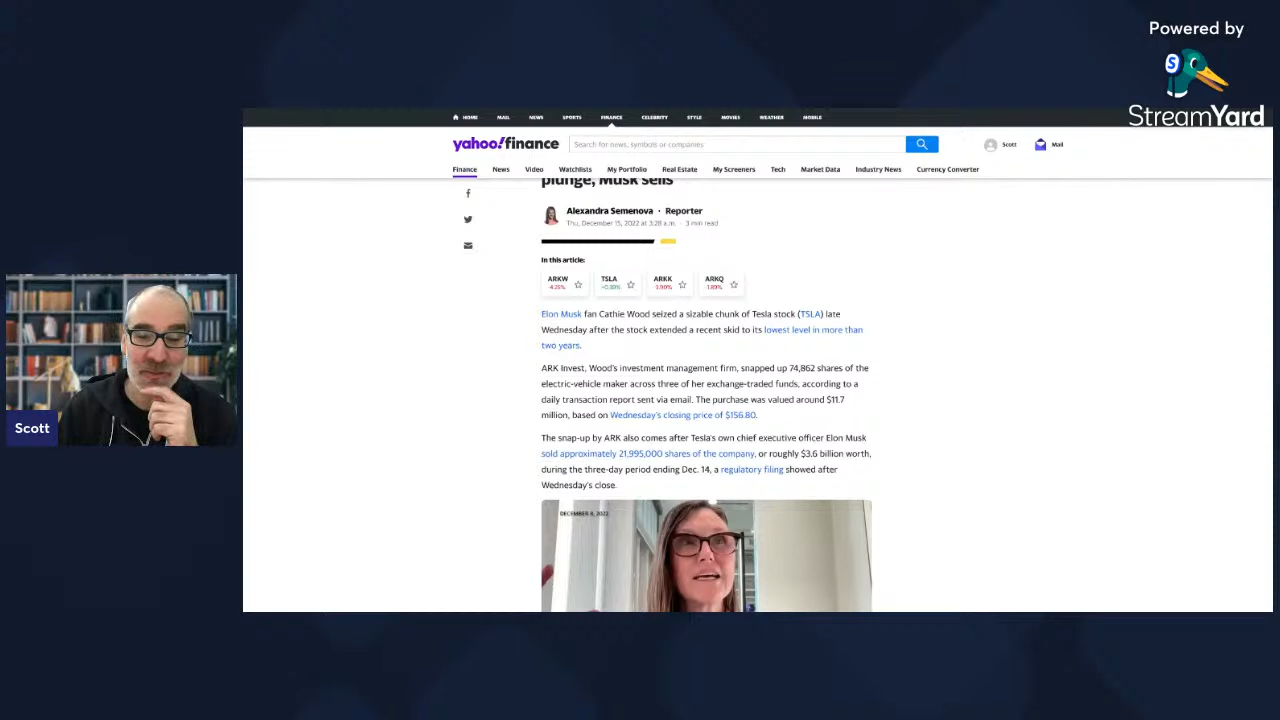 Powered by
S
StreamYard
HOME MAIL NEWS SPORTS FINANCE CELEBRITY STYLE MOVIES WEATHER MOBILE
yahoo!finance
Search for news, symbols or companies
Scott
Mail
Finance News Video Watchlists My Portfolio Real Estate My Screeners Tech Market Data Industry News Currency Converter
plunge, Musk sells
Alexandra Semenova • Reporter
Thu, December 15, 2022 at 3:28 a.m. · 3 min read
In this article:
ARKW TSLA ARKK ARKQ
-4.25% -1.89%
Elon Musk fan Cathie Wood seized a sizable chunk of Tesla stock (TSLA) late
Wednesday after the stock extended a recent skid to its lowest level in more than
two years.
ARK Invest, Wood's investment management firm, snapped up 74,862 shares of the
electric-vehicle maker across three of her exchange-traded funds, according to a
daily transaction report sent via email. The purchase was valued around $11.7
million, based on Wednesday's closing price of $156.80.
The snap-up by ARK also comes after Tesla's own chief executive officer Elon Musk
sold approximately 21,995,000 shares of the company, or roughly $3.6 billion worth,
during the three-day period ending Dec. 14, a regulatory filing showed after
Wednesday's close.
DECEMBER 8, 2022
Scott